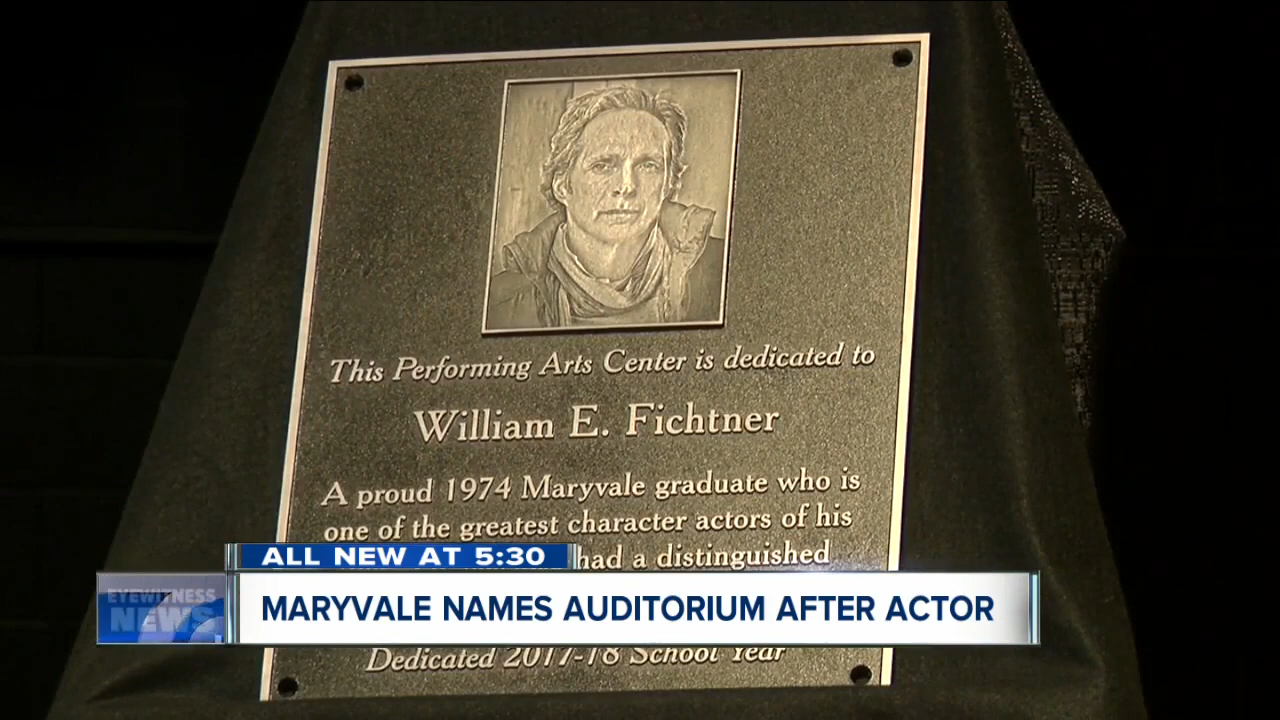 This Performing Arts Center is dedicated to
William E. Fichtner
A proud 1974 Maryvale graduate who is
one of the greatest character actors of his
had a distinguished
ALL NEW AT 5:30
EYEWITNESS
NEWS
MARYVALE NAMES AUDITORIUM AFTER ACTOR
Dedicated 2017-18 School Year